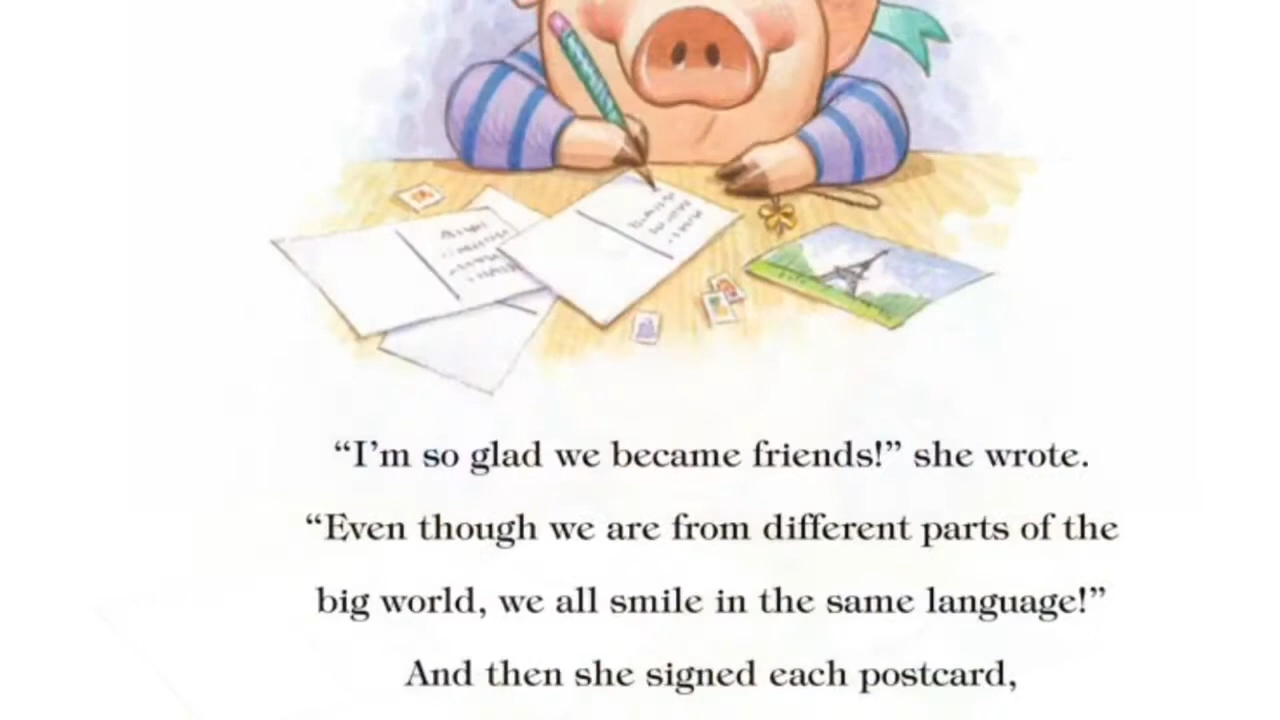 “I’m so glad we became friends!” she wrote.
“Even though we are from different parts of the
big world, we all smile in the same language!”
And then she signed each postcard,